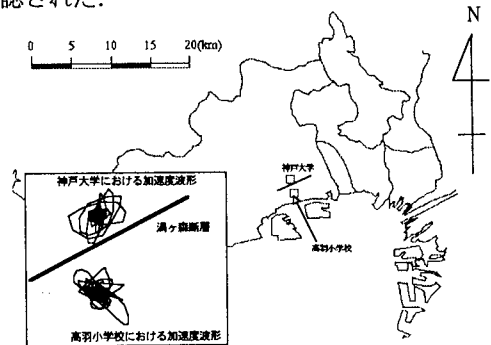 認された.
N
0 5 10 15 20(km)
神戸大学
神戸大学における加速度波形
渦ヶ森断層
高羽小学校
高羽小学校における加速度波形